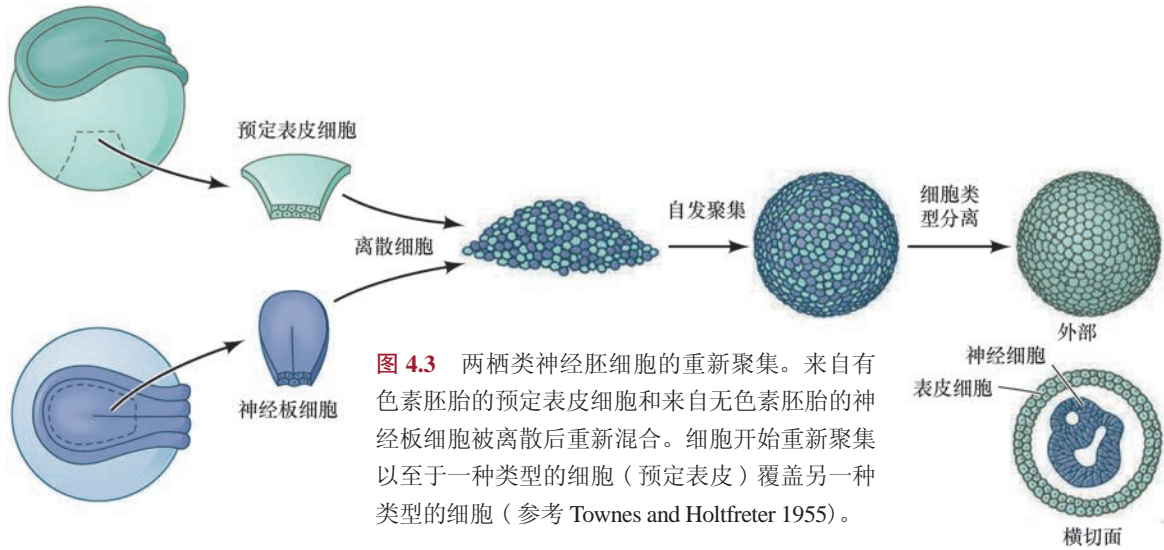 预定表皮细胞
离散细胞
自发聚集
细胞类
型分离
外部
神经板细胞
图 4.3 两栖类神经胚细胞的重新聚集。来自有
色素胚胎的预定表皮细胞和来自无色素胚胎的神
经板细胞被离散后重新混合。细胞开始重新聚集
以至于一种类型的细胞（预定表皮）覆盖另一种
类型的细胞（参考 Townes and Holtfreter 1955）。
神经细胞
表皮细胞
横切面